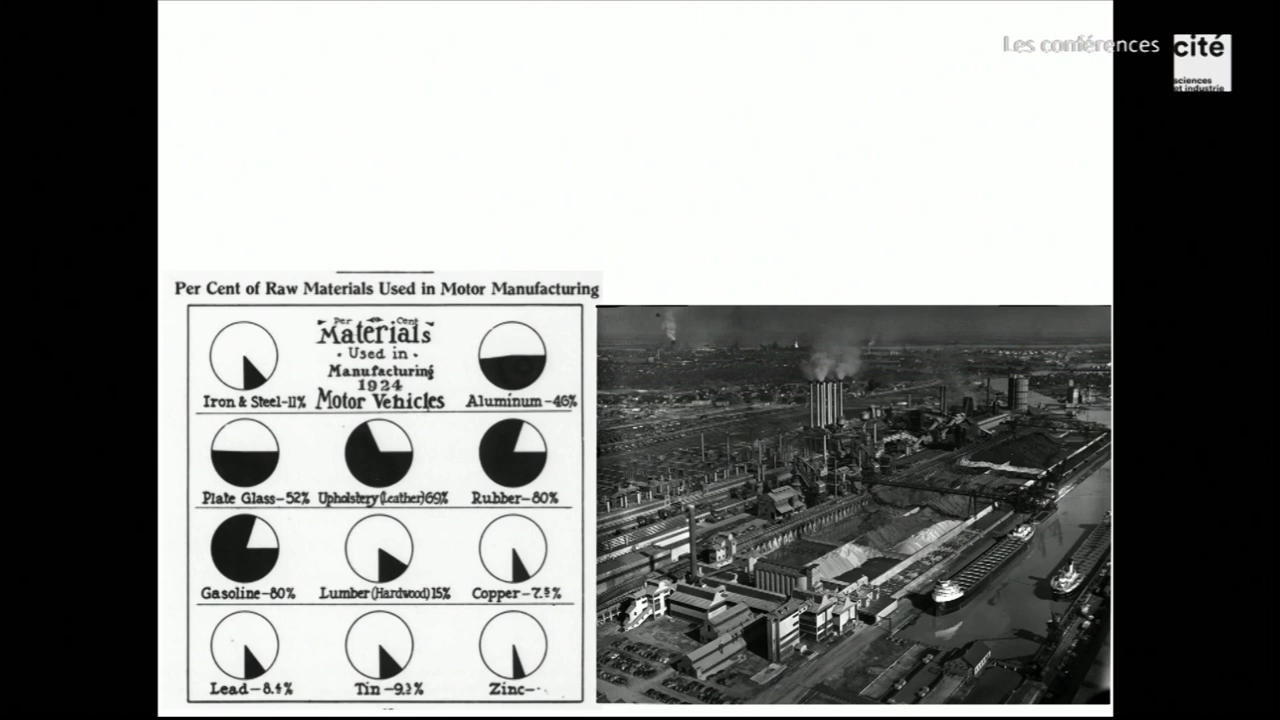 Les conférences
cité
sciences
et industrie
Per Cent of Raw Materials Used in Motor Manufacturing
Per Cent
Materials
Used in
Manufacturing
1924
Motor Vehicles
Iron & Steel-11%
Aluminum-46%
Plate Glass-52%
Upholstery (Leather) 69%
Rubber-80%
Gasoline-80%
Lumber (Hardwood) 15%
Copper-7.5%
Lead-8.4%
Tin-9.2%
Zinc-